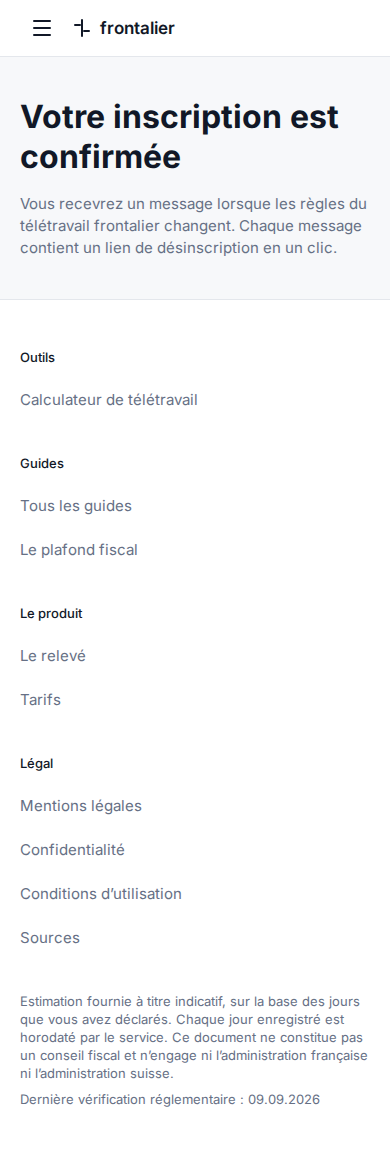 frontalier
Votre inscription est
confirmée
Vous recevrez un message lorsque les règles du
télétravail frontalier changent. Chaque message
contient un lien de désinscription en un clic.
Outils
Calculateur de télétravail
Guides
Tous les guides
Le plafond fiscal
Le produit
Le relevé
Tarifs
Légal
Mentions légales
Confidentialité
Conditions d’utilisation
Sources
Estimation fournie à titre indicatif, sur la base des jours
que vous avez déclarés. Chaque jour enregistré est
horodaté par le service. Ce document ne constitue pas
un conseil fiscal et n’engage ni l’administration française
ni l’administration suisse.
Dernière vérification réglementaire : 09.09.2026